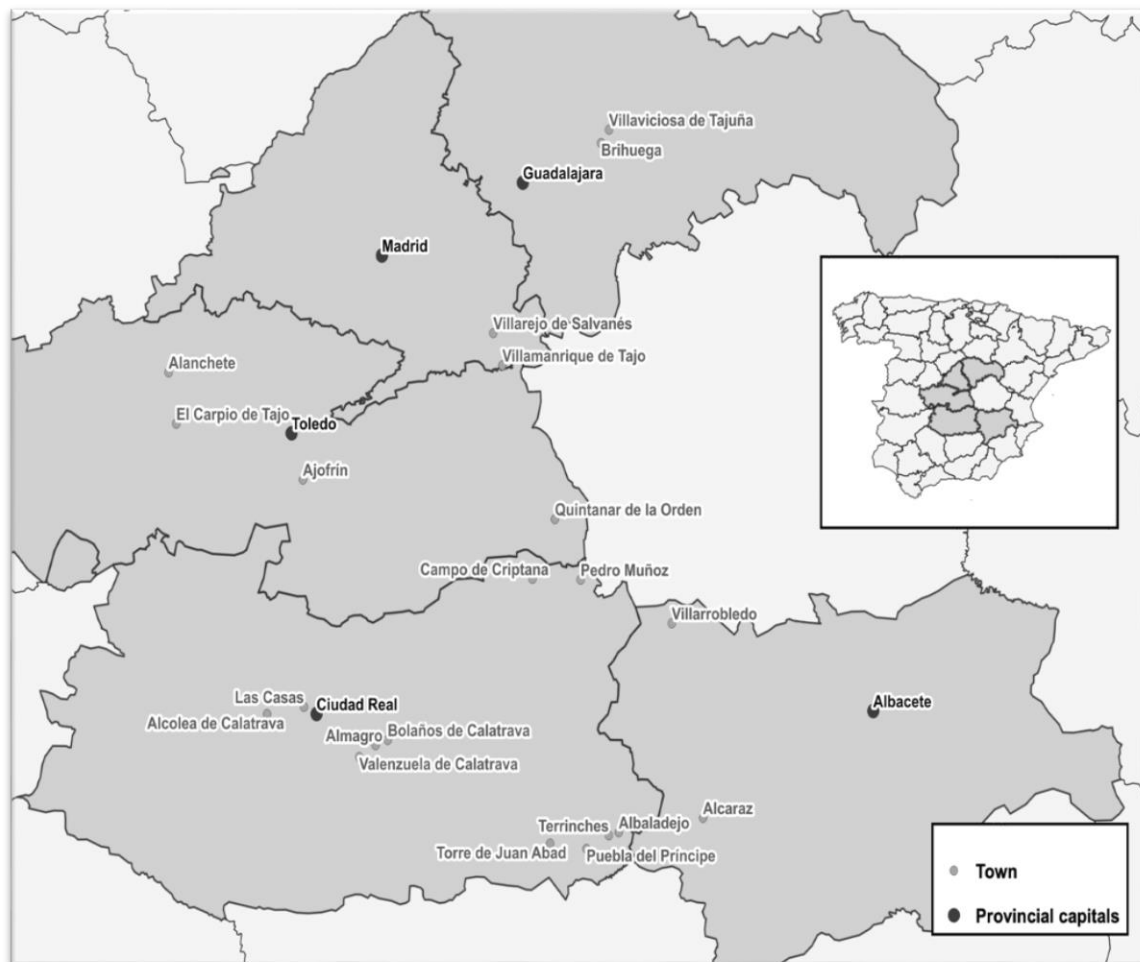 Villaviciosa de Tajuña
Brihuega
Guadalajara
Madrid
Villarejo de Salvanés
Villamanrique de Tajo
Alanchete
El Carpio de Tajo
Toledo
Ajofrín
Quintanar de la Orden
Campo de Criptana
Pedro Muñoz
Villarrobledo
Las Casas
Ciudad Real
Albacete
Alcolea de Calatrava
Almagro
Bolaños de Calatrava
Valenzuela de Calatrava
Alcaraz
Terrinches
Albaladejo
Torre de Juan Abad
Puebla del Príncipe
Town
Provincial capitals